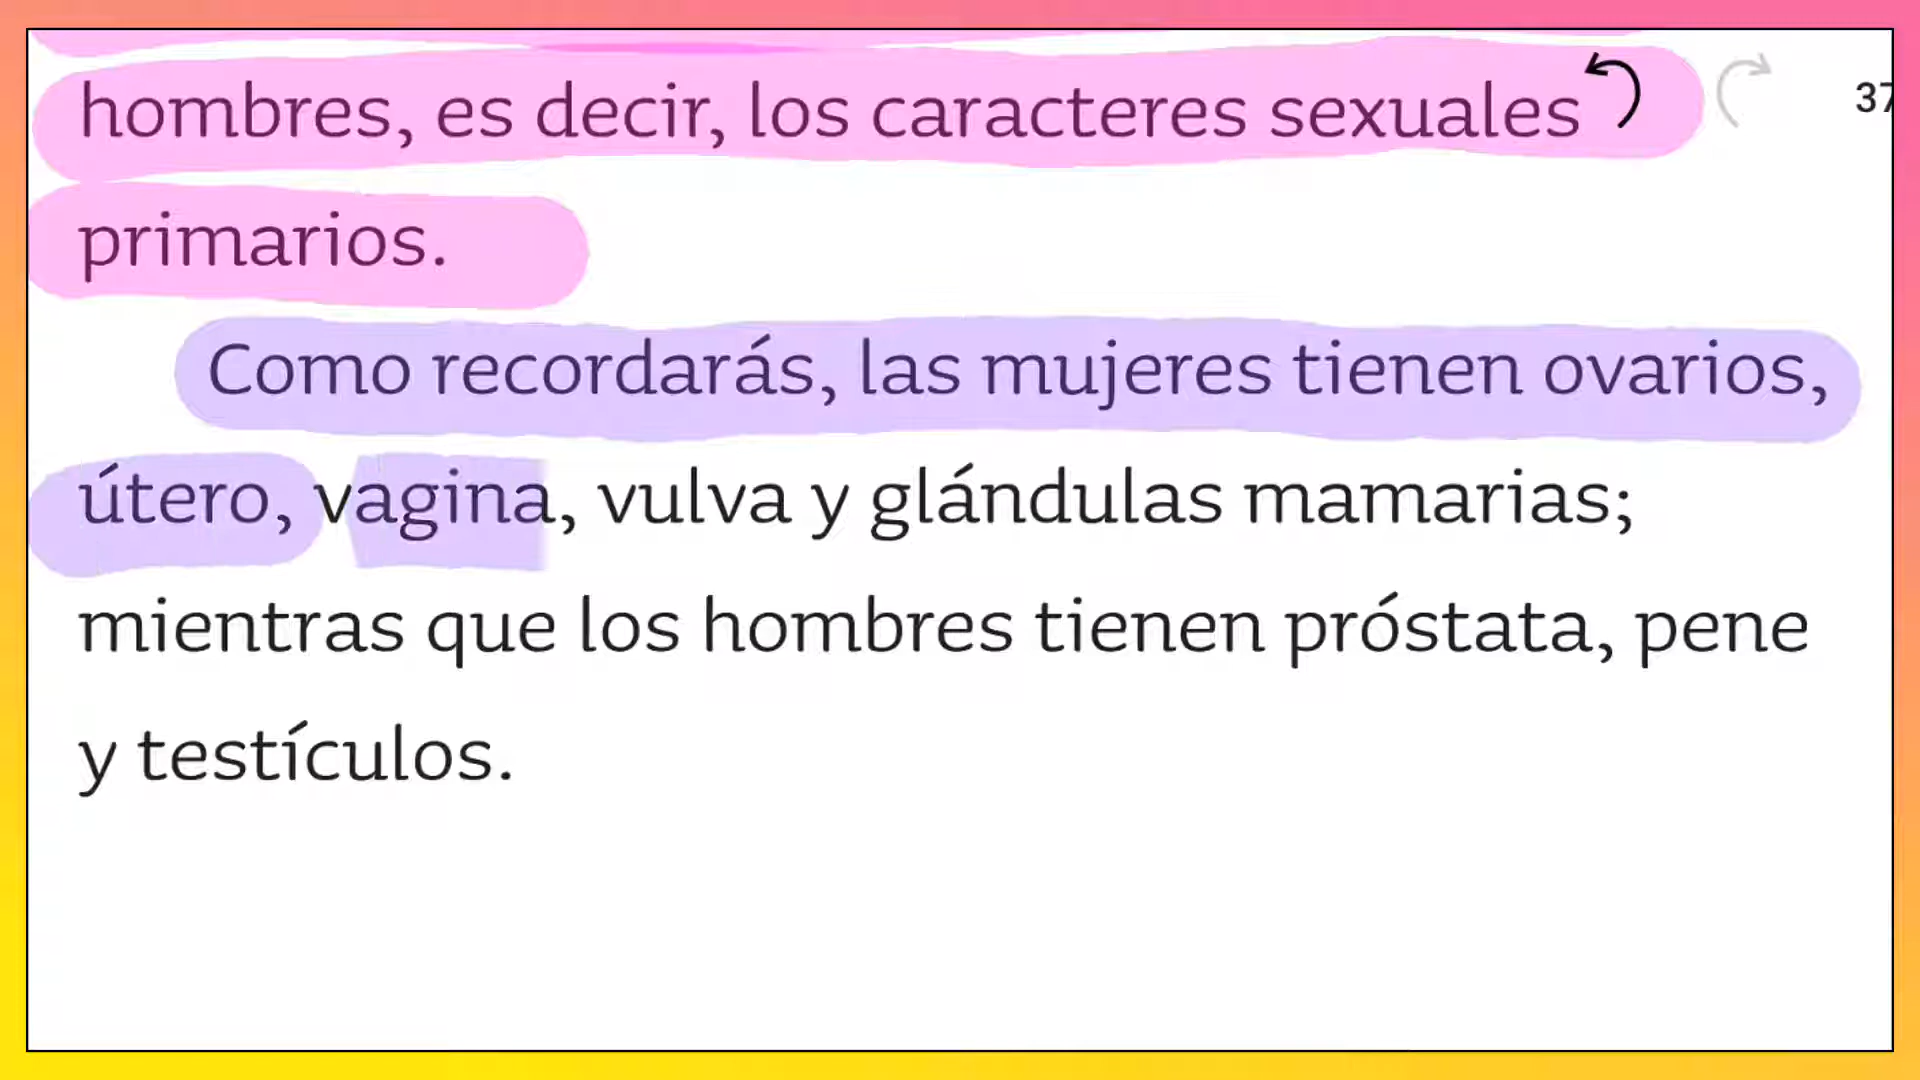 hombres, es decir, los caracteres sexuales
37
primarios.
Como recordarás, las mujeres tienen ovarios,
útero, vagina, vulva y glándulas mamarias;
mientras que los hombres tienen próstata, pene
y testículos.